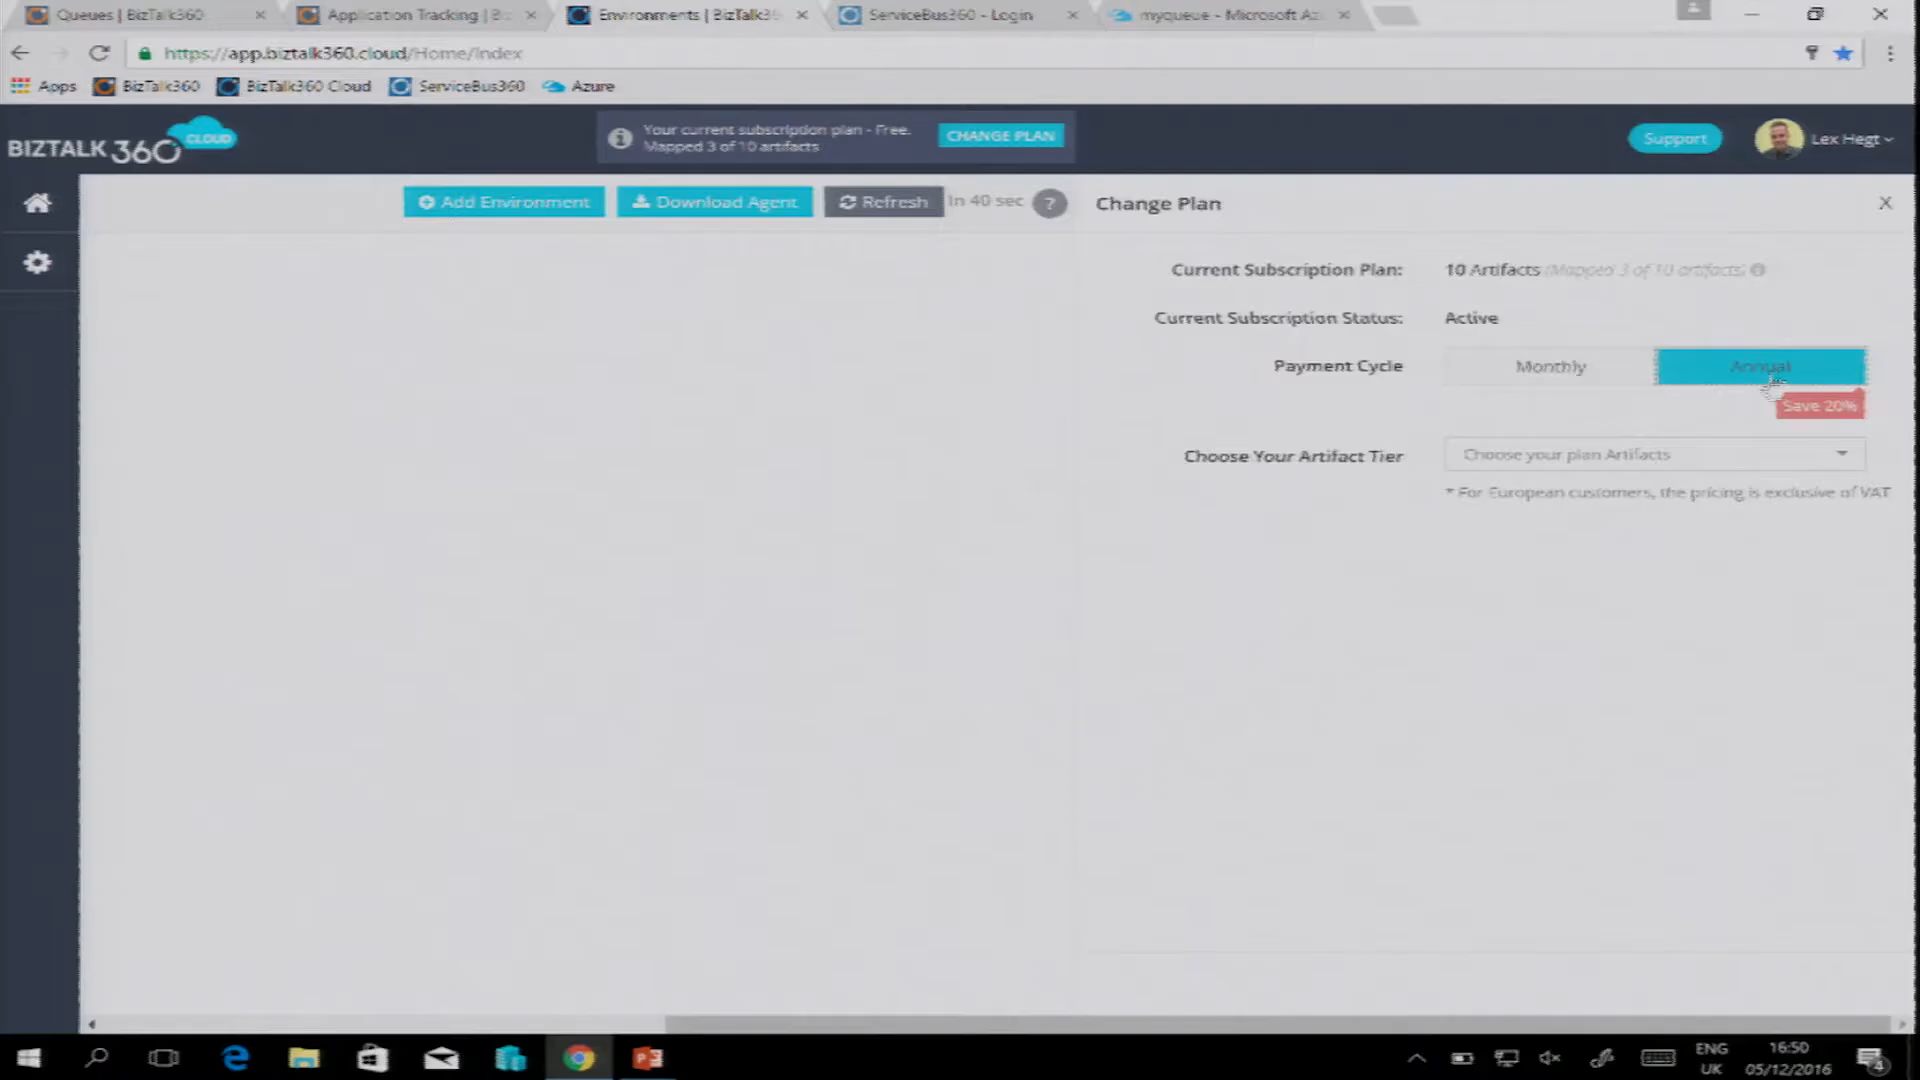 Queues | BizTalk360
Application Tracking | Bi
Environments | BizTalk36
ServiceBus360 - Login
myqueue - Microsoft Az
https://app.biztalk360.cloud/Home/Index
Apps
BizTalk360
BizTalk360 Cloud
ServiceBus360
Azure
BIZTALK 360 CLOUD
Your current subscription plan - Free.
Mapped 3 of 10 artifacts
CHANGE PLAN
Support
Lex Hegt
Add Environment
Download Agent
Refresh
In 40 sec
?
Change Plan
Current Subscription Plan: 10 Artifacts (Mapped 3 of 10 artifacts)
Current Subscription Status: Active
Payment Cycle Monthly Annual
Save 20%
Choose Your Artifact Tier Choose your plan Artifacts
* For European customers, the pricing is exclusive of VAT
ENG
UK
16:50
05/12/2016
4